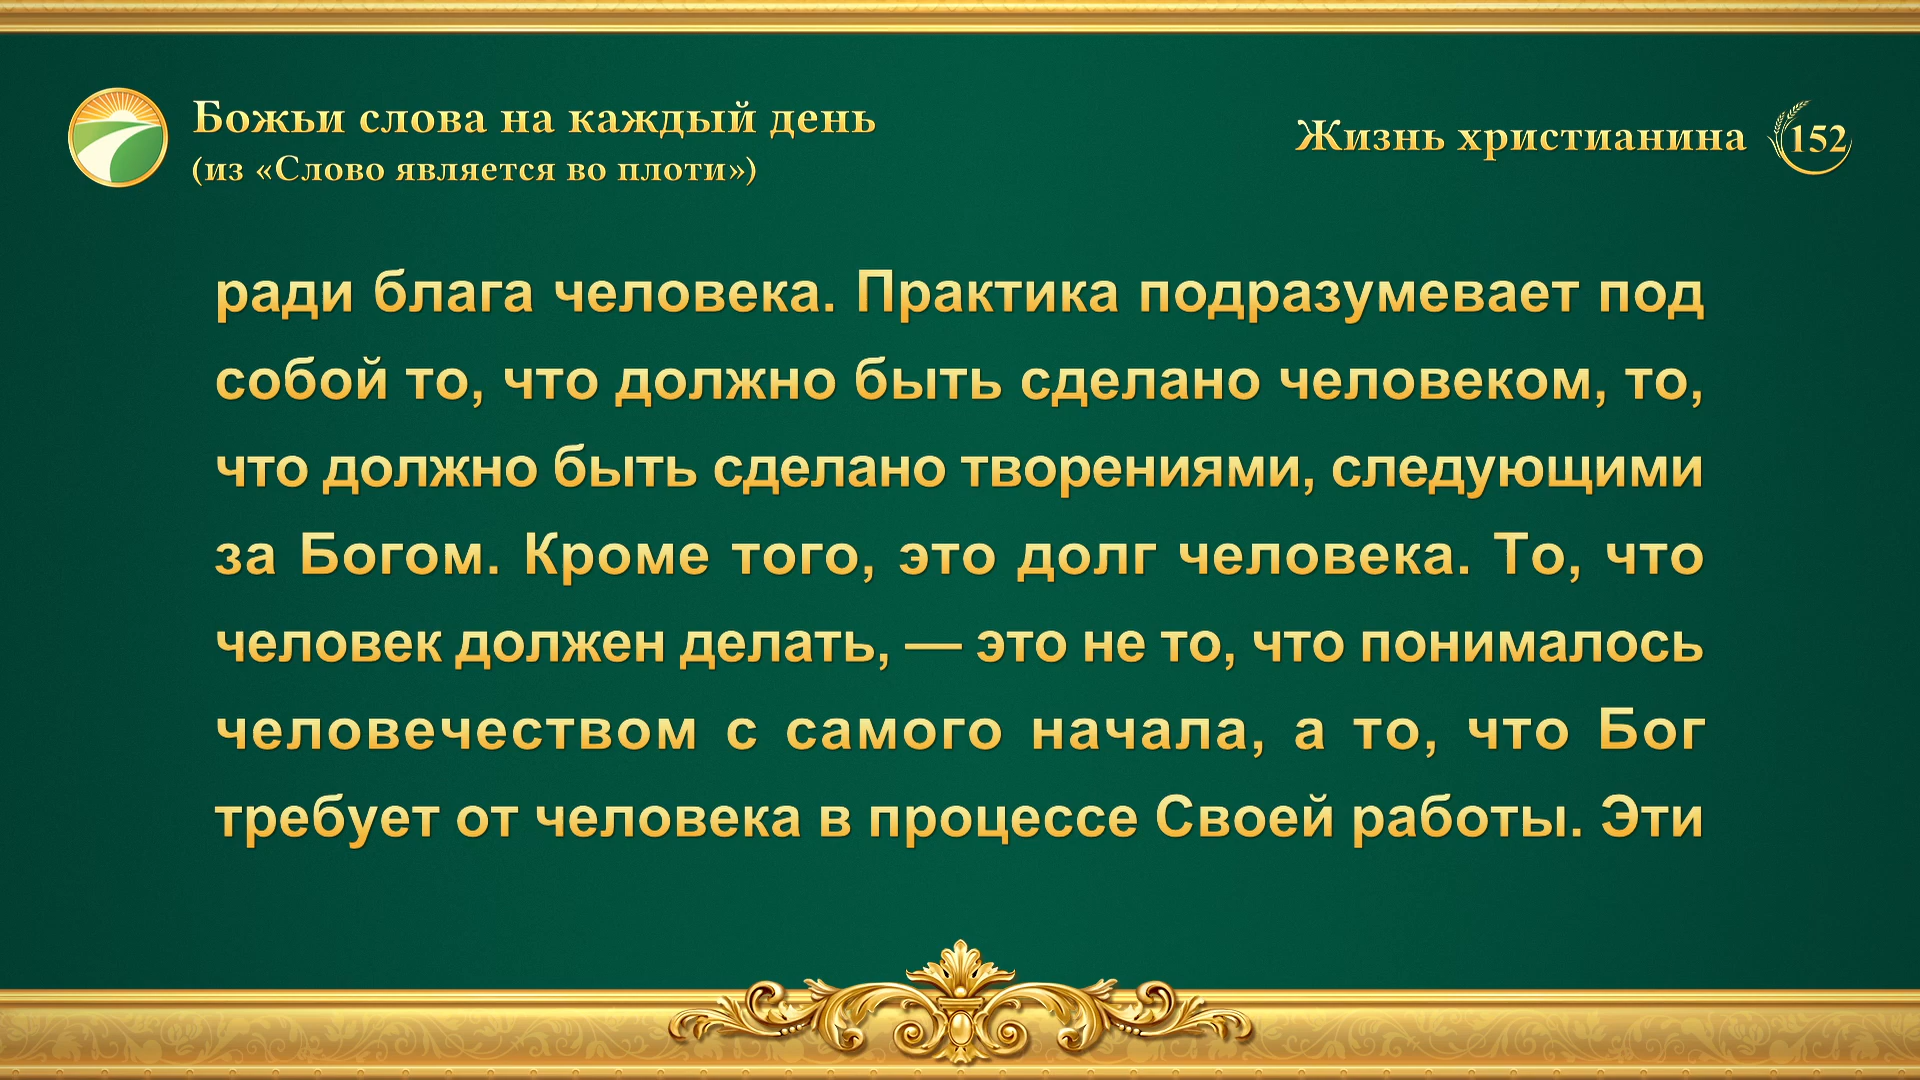 Божьи слова на каждый день
(из «Слово является во плоти»)
Жизнь христианина 152
ради блага человека. Практика подразумевает под
собой то, что должно быть сделано человеком, то,
что должно быть сделано творениями, следующими
за Богом. Кроме того, это долг человека. То, что
человек должен делать, — это не то, что понималось
человечеством с самого начала, а то, что Бог
требует от человека в процессе Своей работы. Эти